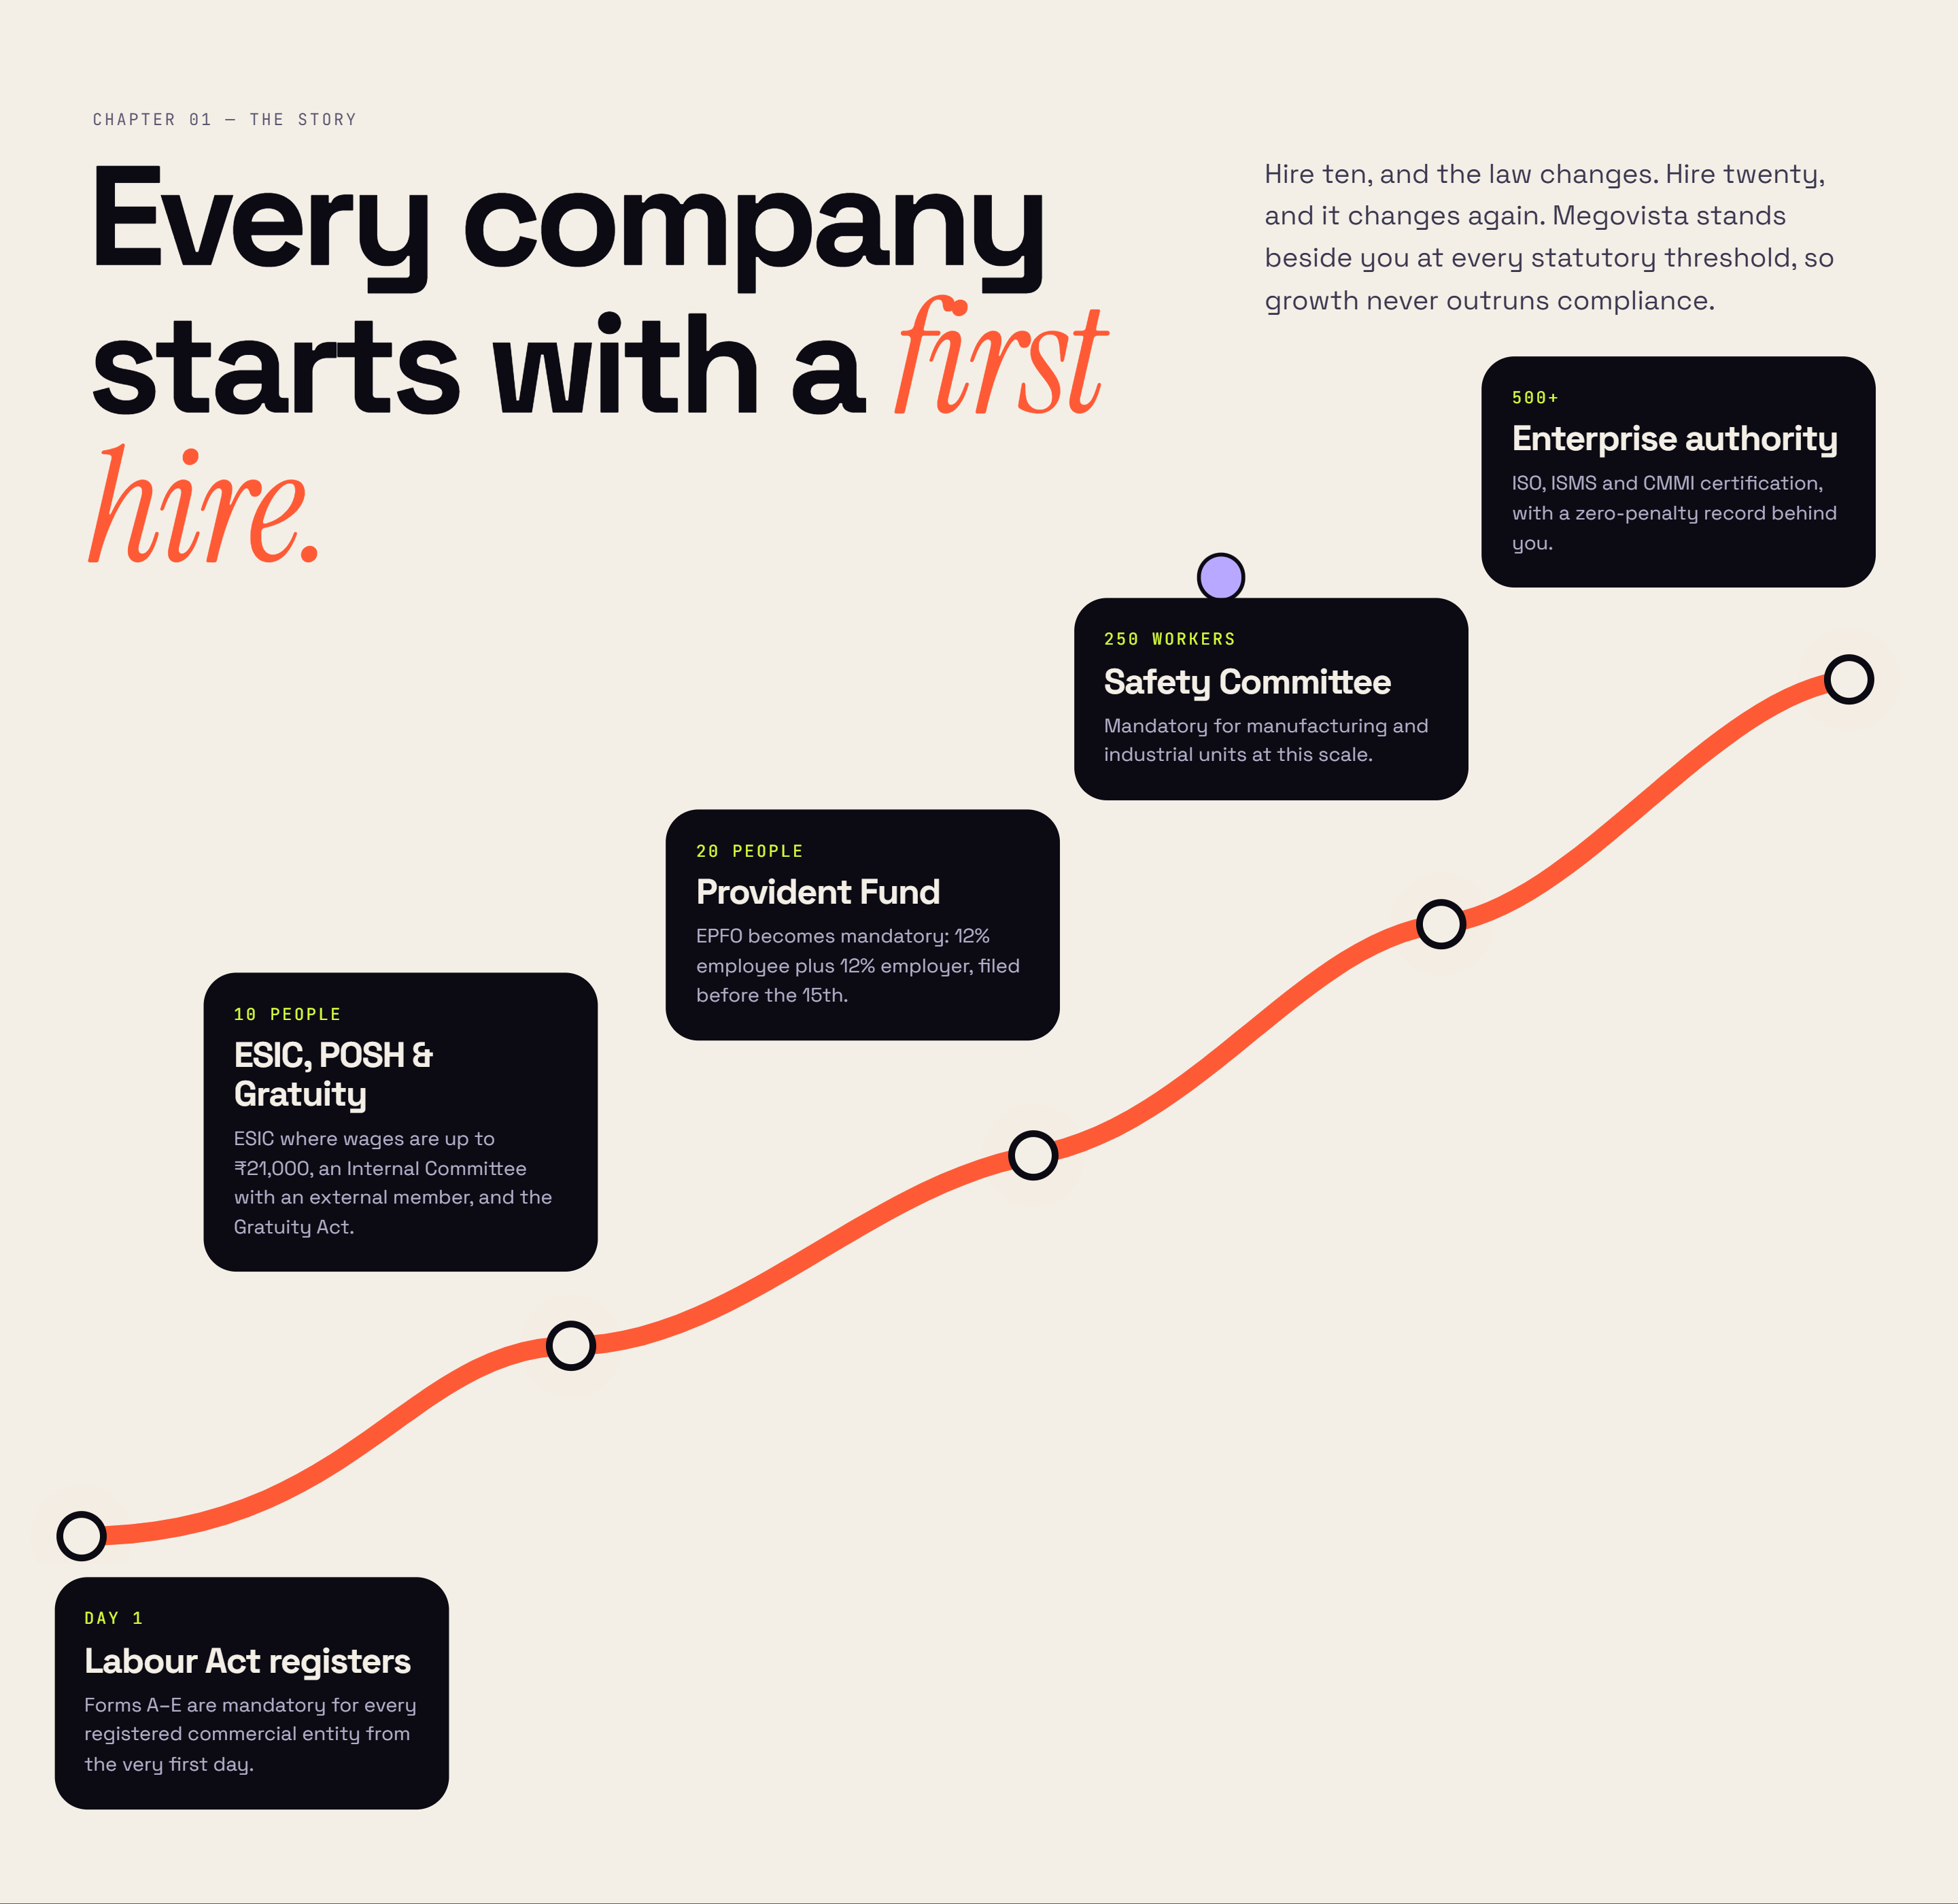 CHAPTER 01 — THE STORY
Every company
starts with a first
hire.
Hire ten, and the law changes. Hire twenty,
and it changes again. Megovista stands
beside you at every statutory threshold, so
growth never outruns compliance.
500+
Enterprise authority
ISO, ISMS and CMMI certification,
with a zero-penalty record behind
you.
250 WORKERS
Safety Committee
Mandatory for manufacturing and
industrial units at this scale.
20 PEOPLE
Provident Fund
EPFO becomes mandatory: 12%
employee plus 12% employer, filed
before the 15th.
10 PEOPLE
ESIC, POSH &
Gratuity
ESIC where wages are up to
₹21,000, an Internal Committee
with an external member, and the
Gratuity Act.
DAY 1
Labour Act registers
Forms A–E are mandatory for every
registered commercial entity from
the very first day.